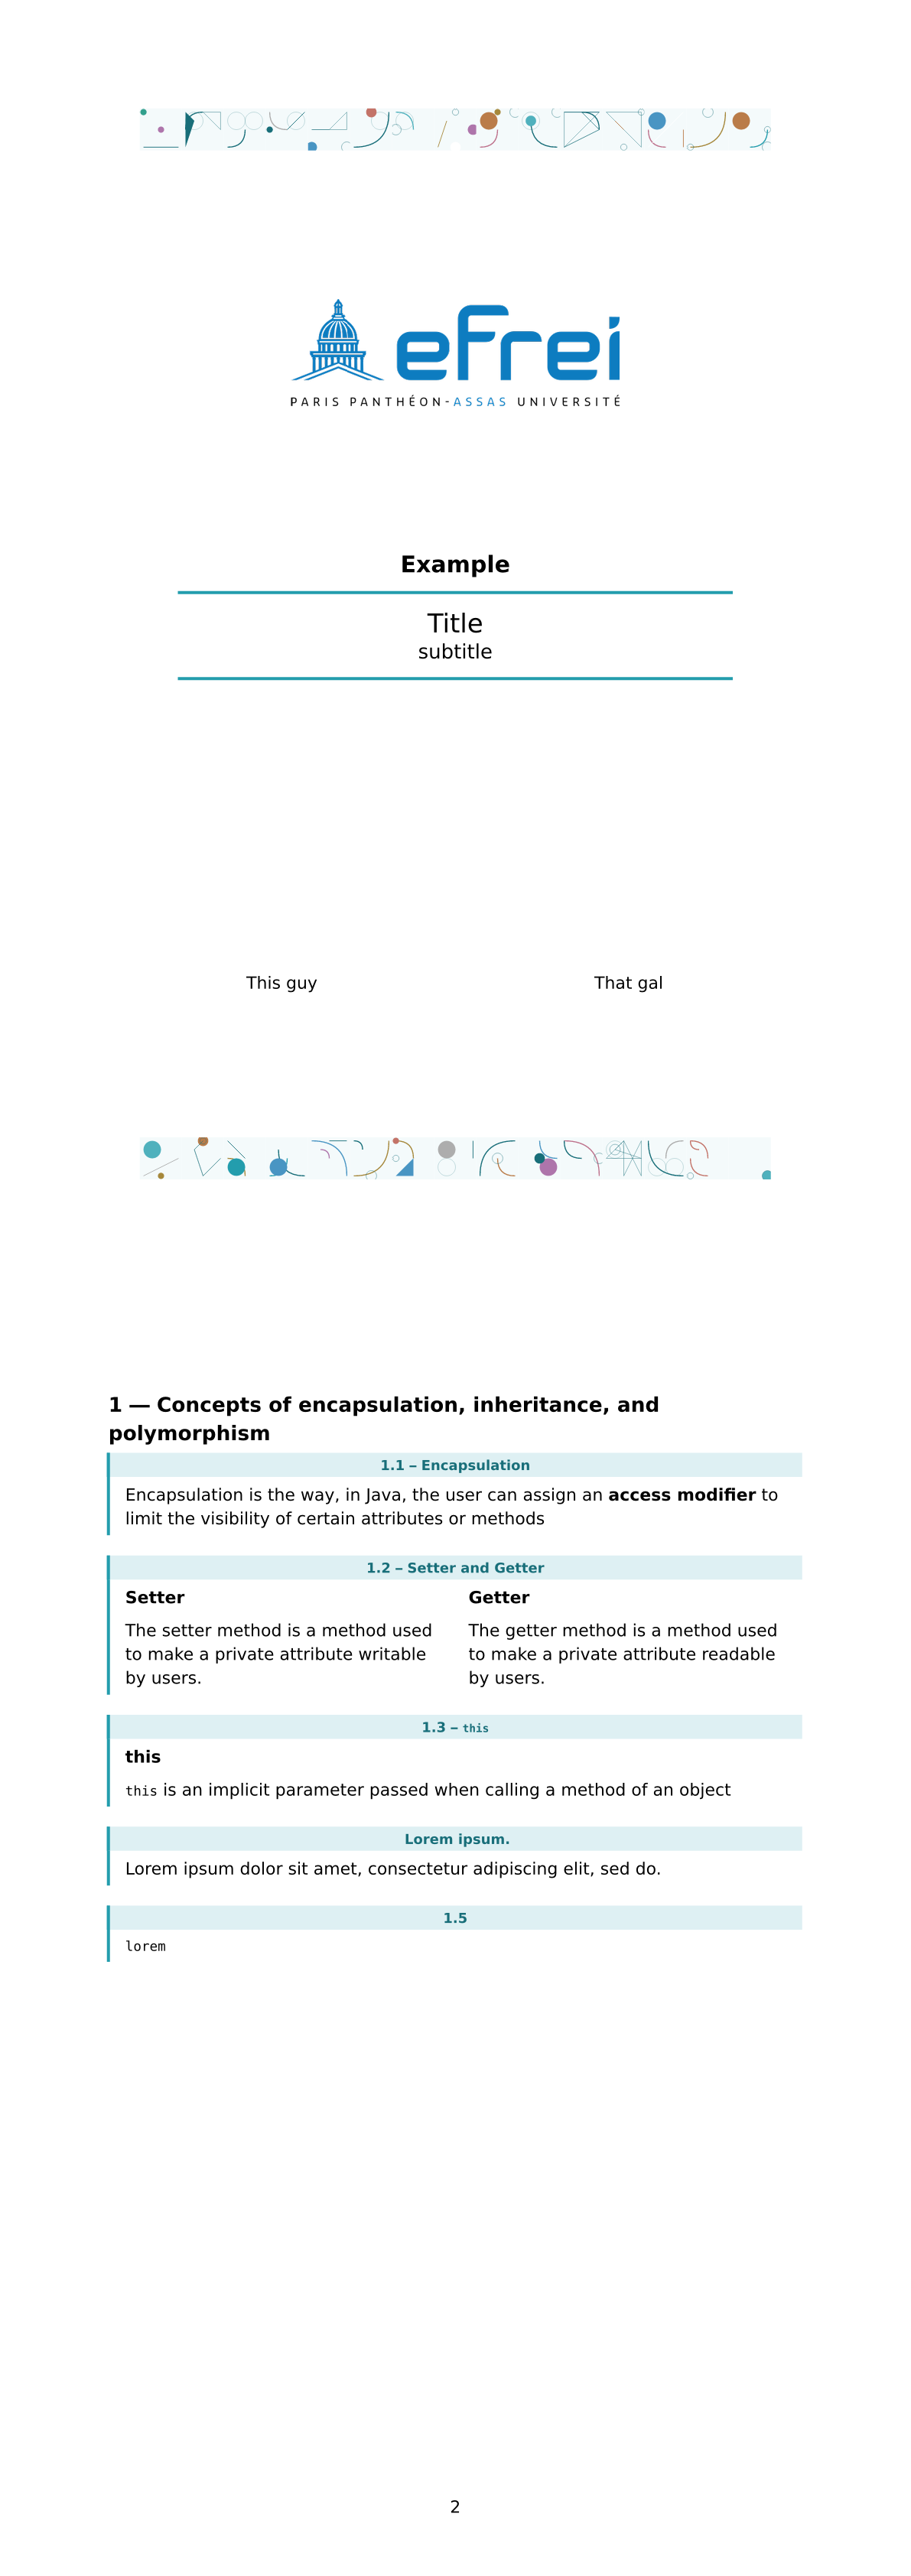 efrei
PARIS PANTHÉON-ASSAS UNIVERSITÉ
Example
Title
subtitle
This guy
That gal
1 — Concepts of encapsulation, inheritance, and
polymorphism
1.1 – Encapsulation
Encapsulation is the way, in Java, the user can assign an access modifier to
limit the visibility of certain attributes or methods
1.2 – Setter and Getter
Setter
The setter method is a method used
to make a private attribute writable
by users.
Getter
The getter method is a method used
to make a private attribute readable
by users.
1.3 – this
this
this is an implicit parameter passed when calling a method of an object
Lorem ipsum.
Lorem ipsum dolor sit amet, consectetur adipiscing elit, sed do.
1.5
lorem
2